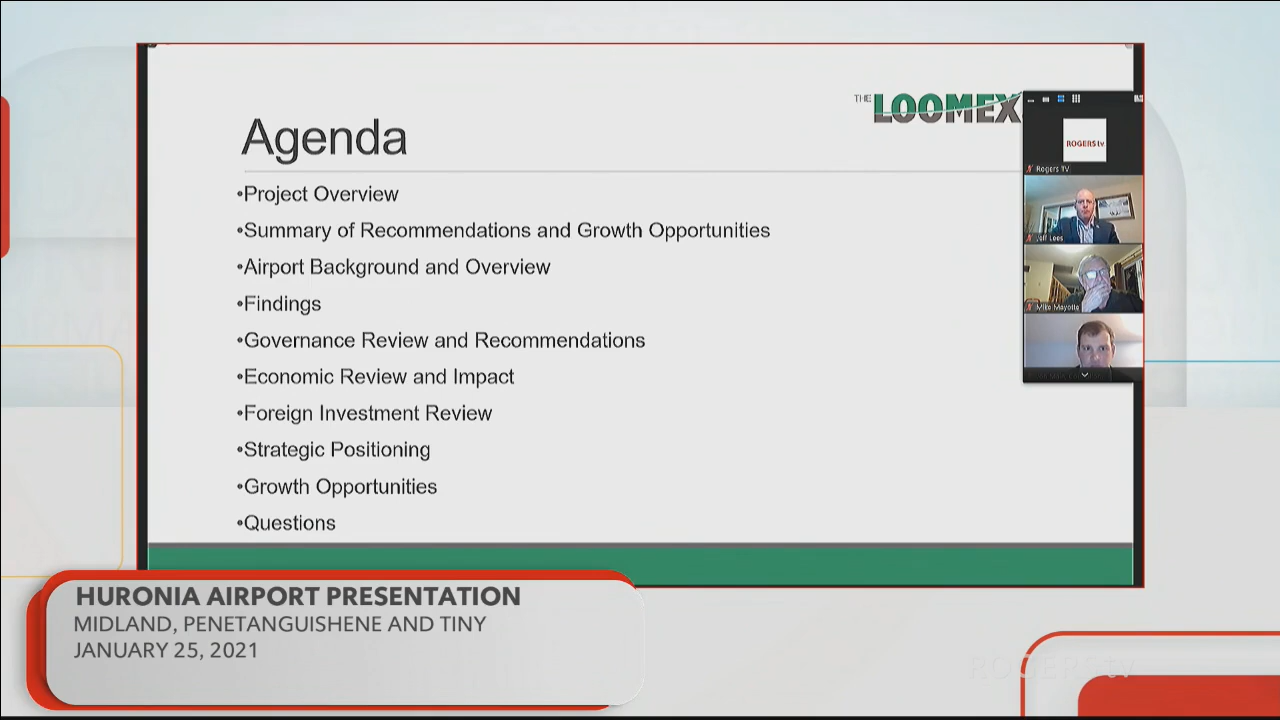 THE LOOMEX
Agenda
•Project Overview
•Summary of Recommendations and Growth Opportunities
•Airport Background and Overview
•Findings
•Governance Review and Recommendations
•Economic Review and Impact
•Foreign Investment Review
•Strategic Positioning
•Growth Opportunities
•Questions
ROGERS tv
Rogers TV
Jeff Lees
Mike Mayotte
HURONIA AIRPORT PRESENTATION
MIDLAND, PENETANGUISHENE AND TINY
JANUARY 25, 2021
ROGERS tv